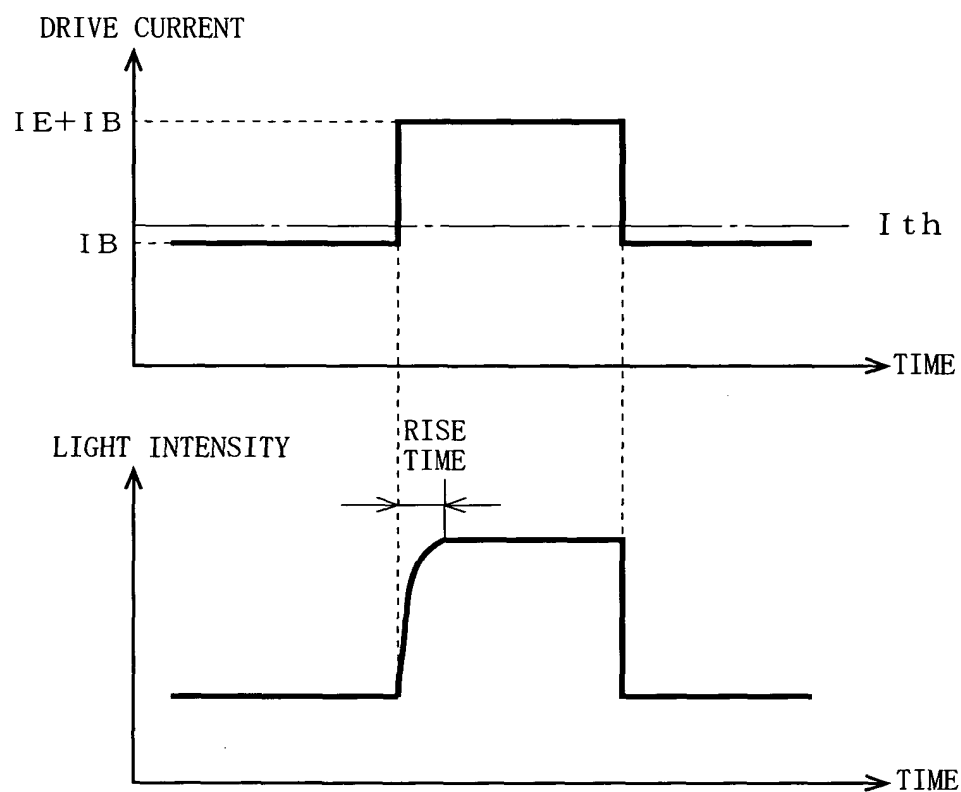 DRIVE CURRENT
IE+IB
Ith
IB
TIME
LIGHT INTENSITY
RISE
TIME
TIME